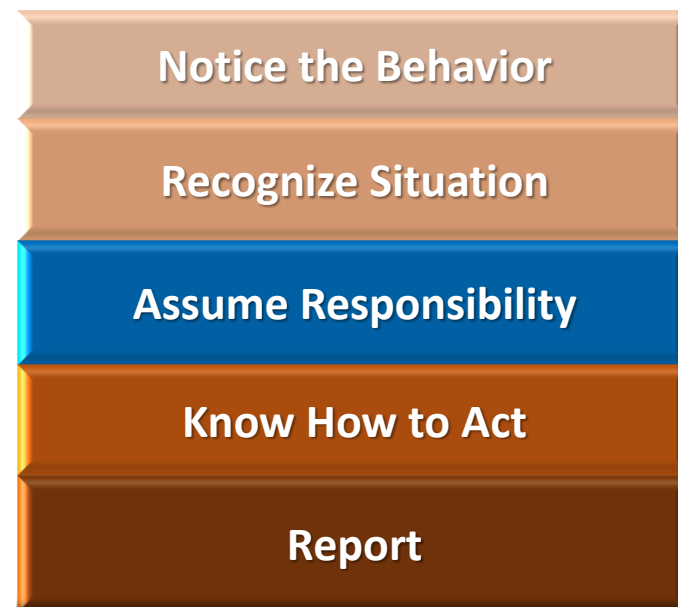 Notice the Behavior
Recognize Situation
Assume Responsibility
Know How to Act
Report